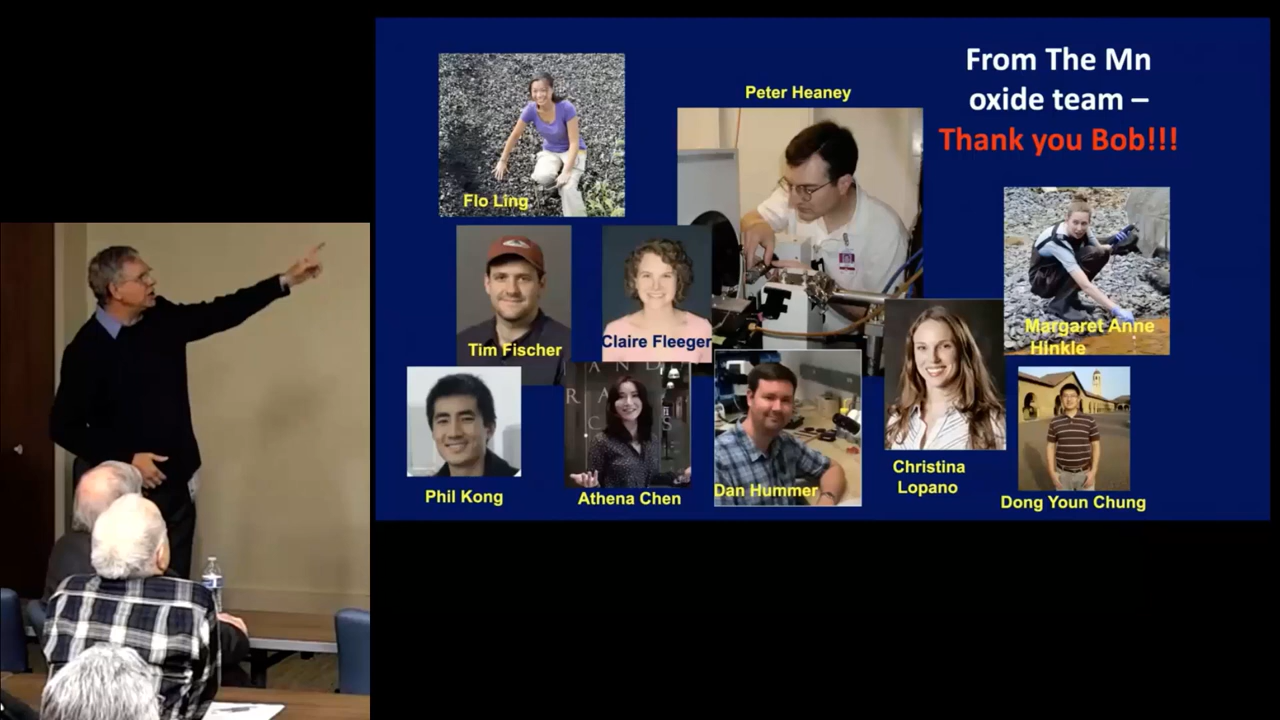 From The Mn
oxide team –
Thank you Bob!!!
Peter Heaney
Flo Ling
Tim Fischer
Claire Fleeger
Margaret Anne
Hinkle
Phil Kong
Athena Chen
Dan Hummer
Christina
Lopano
Dong Youn Chung